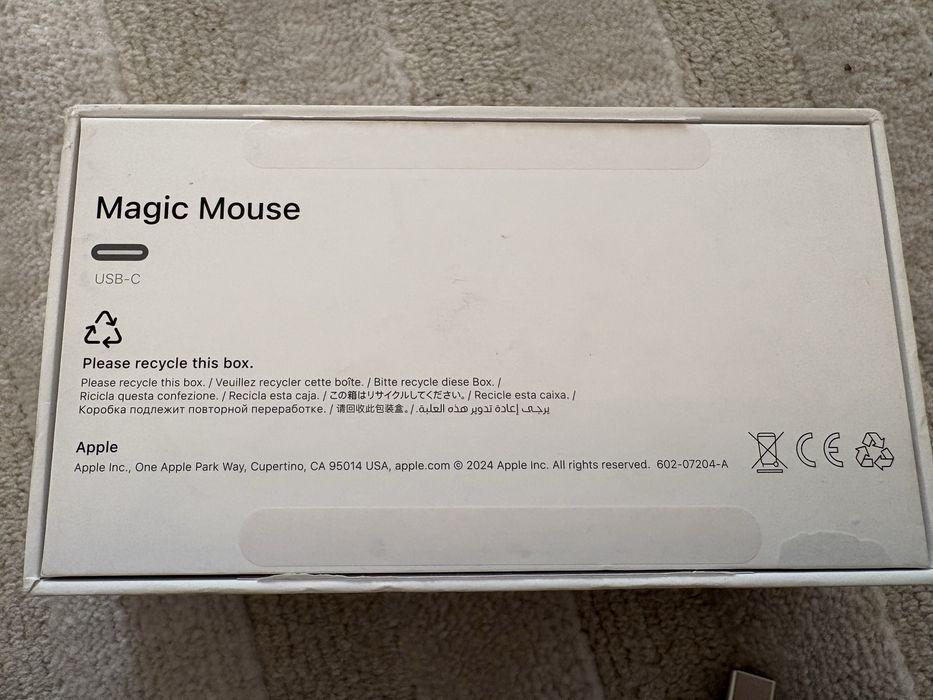 Magic Mouse
USB-C
Please recycle this box.
Please recycle this box. / Veuillez recycler cette boîte. / Bitte recycle diese Box. /
Ricicla questa confezione. / Recicla esta caja. / この箱はリサイクルしてください。/ Recicle esta caixa. /
Коробка подлежит повторной переработке. / 请回收此包装盒。/ يرجى إعادة تدوير هذه العلبة.
Apple
Apple Inc., One Apple Park Way, Cupertino, CA 95014 USA, apple.com © 2024 Apple Inc. All rights reserved. 602-07204-A CE